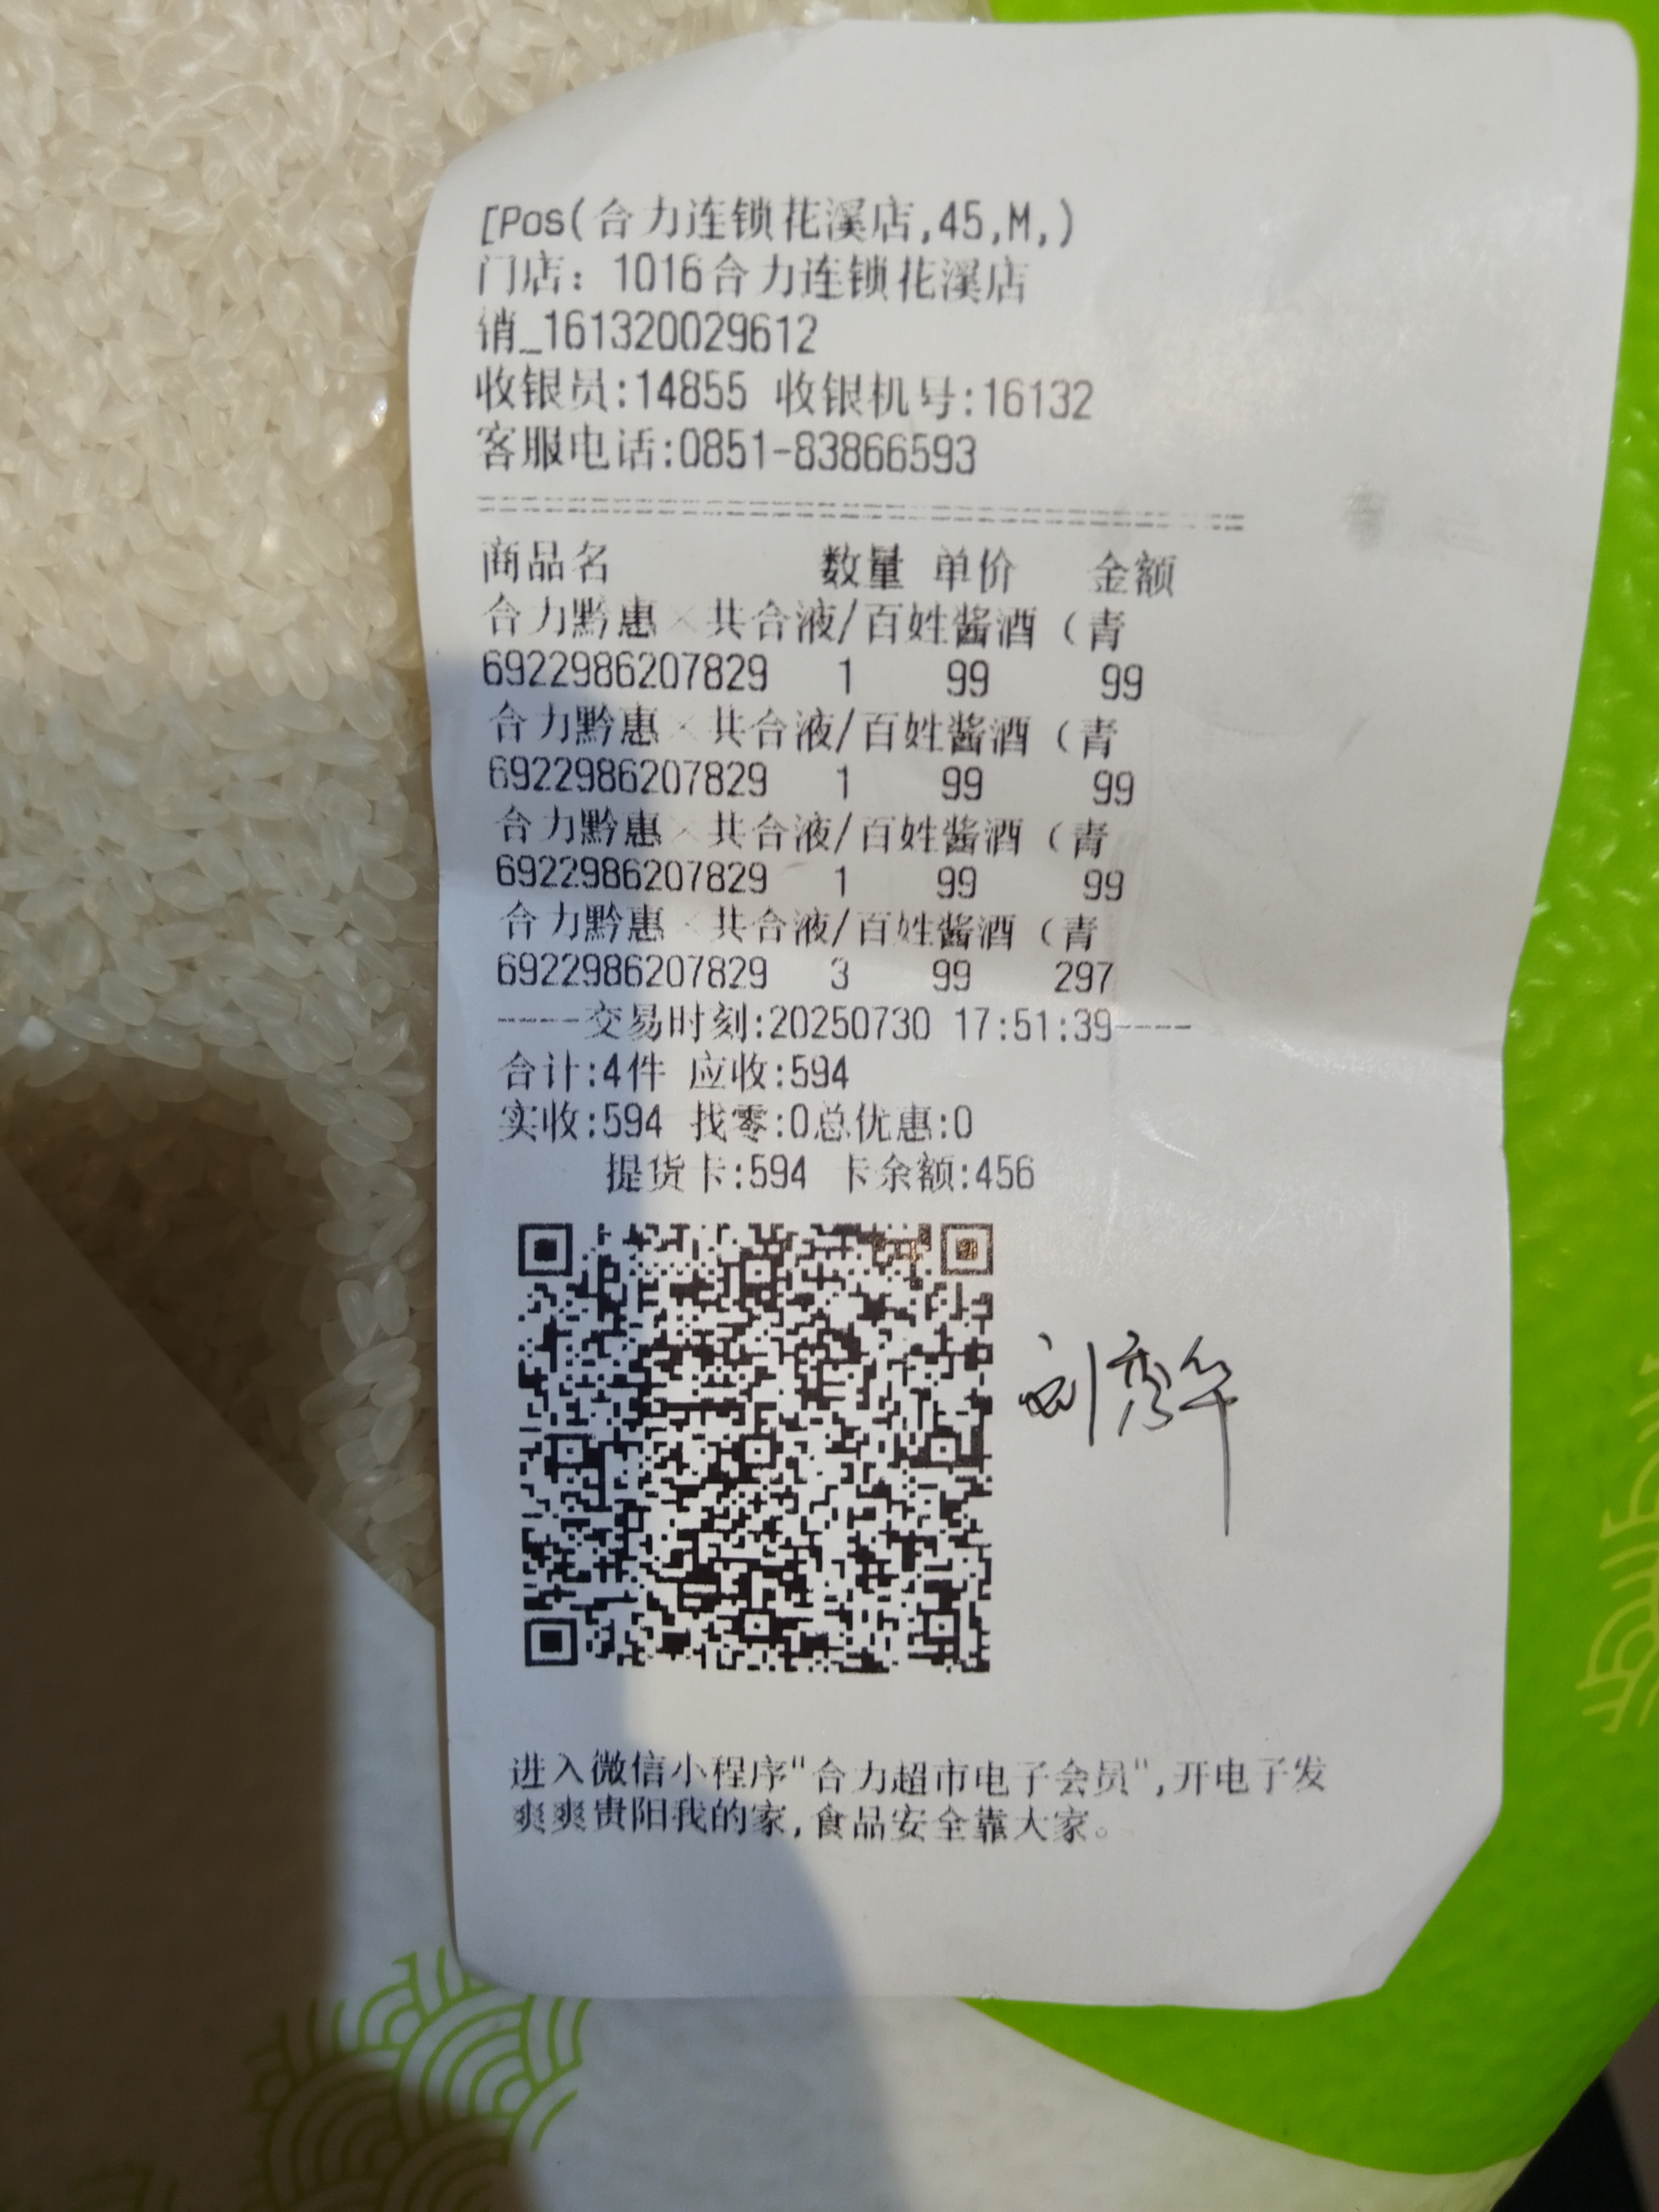 [Pos(合力连锁花溪店,45,M,)
门店：1016合力连锁花溪店
销_161320029612
收银员:14855 收银机号:16132
客服电话:0851-83866593
商品名 数量 单价 金额
合力黔惠×共合液/百姓酱酒（青
6922986207829 1 99 99
合力黔惠×共合液/百姓酱酒（青
6922986207829 1 99 99
合力黔惠×共合液/百姓酱酒（青
6922986207829 1 99 99
合力黔惠×共合液/百姓酱酒（青
6922986207829 3 99 297
----交易时刻:20250730 17:51:39----
合计:4件 应收:594
实收:594 找零:0总优惠:0
提货卡:594 卡余额:456
刘秀华
进入微信小程序"合力超市电子会员",开电子发
爽爽贵阳我的家,食品安全靠大家。